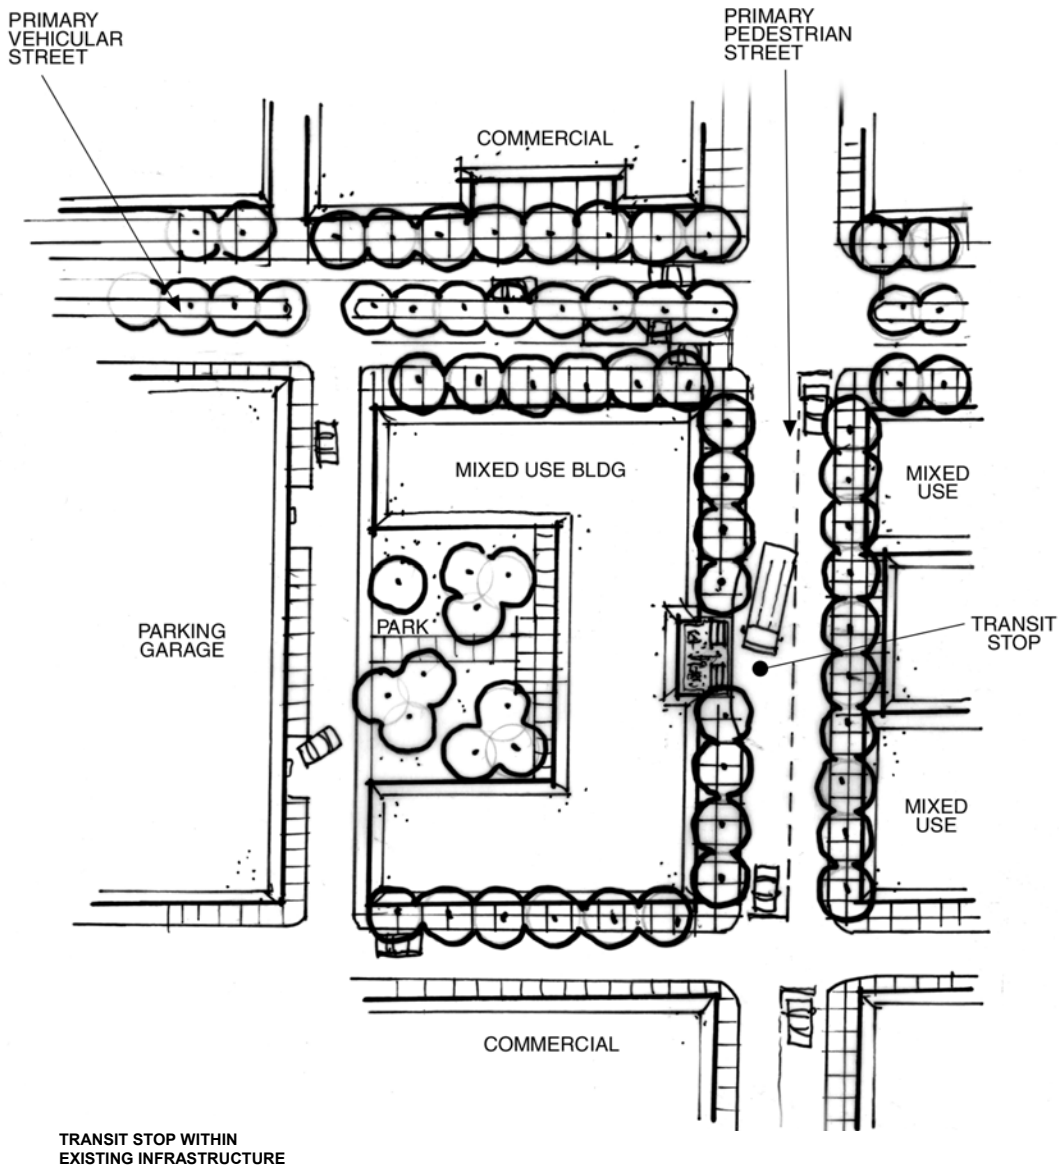 PRIMARY
VEHICULAR
STREET
PRIMARY
PEDESTRIAN
STREET
COMMERCIAL
MIXED USE BLDG
MIXED
USE
PARK
PARKING
GARAGE
TRANSIT
STOP
MIXED
USE
COMMERCIAL
TRANSIT STOP WITHIN
EXISTING INFRASTRUCTURE